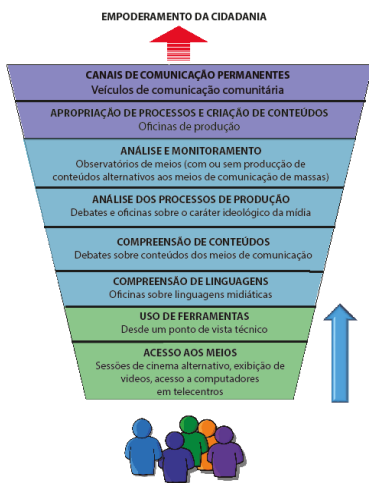 EMPODERAMENTO DA CIDADANIA
CANAIS DE COMUNICAÇÃO PERMANENTES
Veículos de comunicação comunitária
APROPRIAÇÃO DE PROCESSOS E CRIAÇÃO DE CONTEÚDOS
Oficinas de produção
ANÁLISE E MONITORAMENTO
Observatórios de meios (com ou sem producção de
conteúdos alternativos aos meios de comunicação de massas)
ANÁLISE DOS PROCESSOS DE PRODUÇÃO
Debates e oficinas sobre o caráter ideológico da mídia
COMPREENSÃO DE CONTEÚDOS
Debates sobre conteúdos dos meios de comunicação
COMPREENSÃO DE LINGUAGENS
Oficinas sobre linguagens midiáticas
USO DE FERRAMENTAS
Desde um ponto de vista técnico
ACESSO AOS MEIOS
Sessões de cinema alternativo, exibição de
videos, acesso a computadores
em telecentros